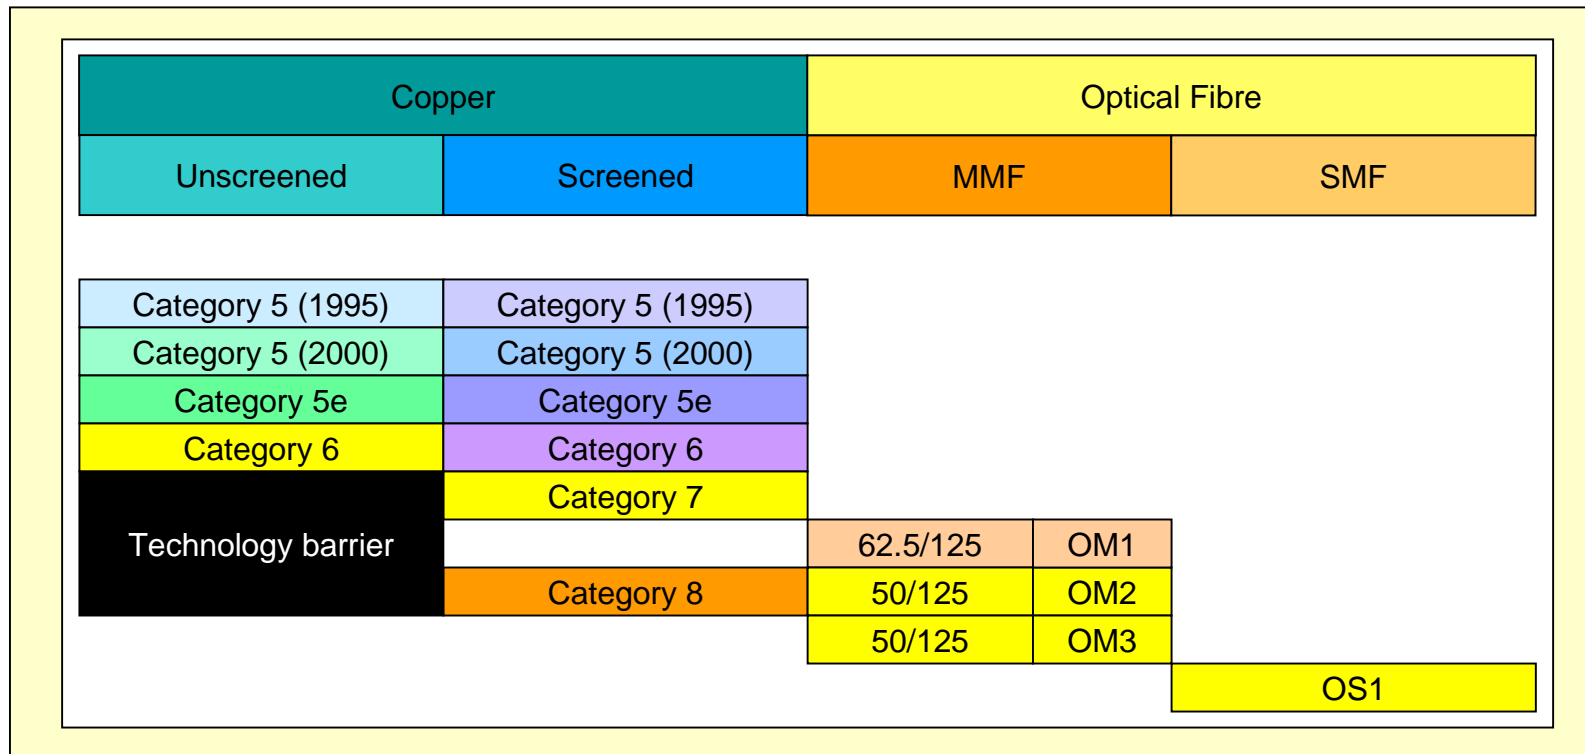 Copper Optical Fibre
Unscreened Screened MMF SMF
Category 5 (1995) Category 5 (1995)
Category 5 (2000) Category 5 (2000)
Category 5e Category 5e
Category 6 Category 6
Category 7
Technology barrier 62.5/125 OM1
Category 8 50/125 OM2
50/125 OM3
OS1